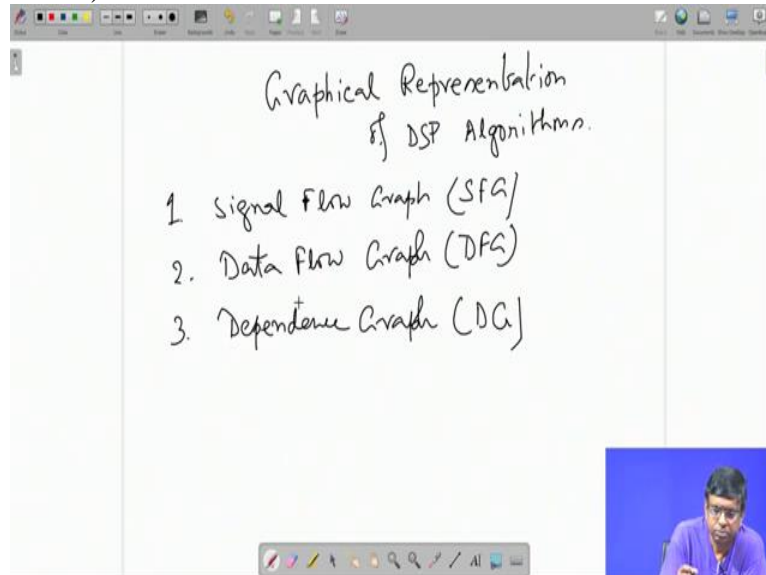 Graphical Representation
of DSP Algorithms.
1 Signal Flow Graph (SFG)
2. Data Flow Graph (DFG)
3. Dependence Graph (DG)